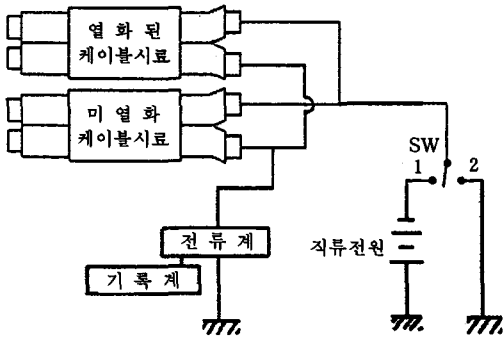 열 화 된
케이블시료
미 열 화
케이블시료
SW
1 2
직류전원
전 류 계
기 록 계